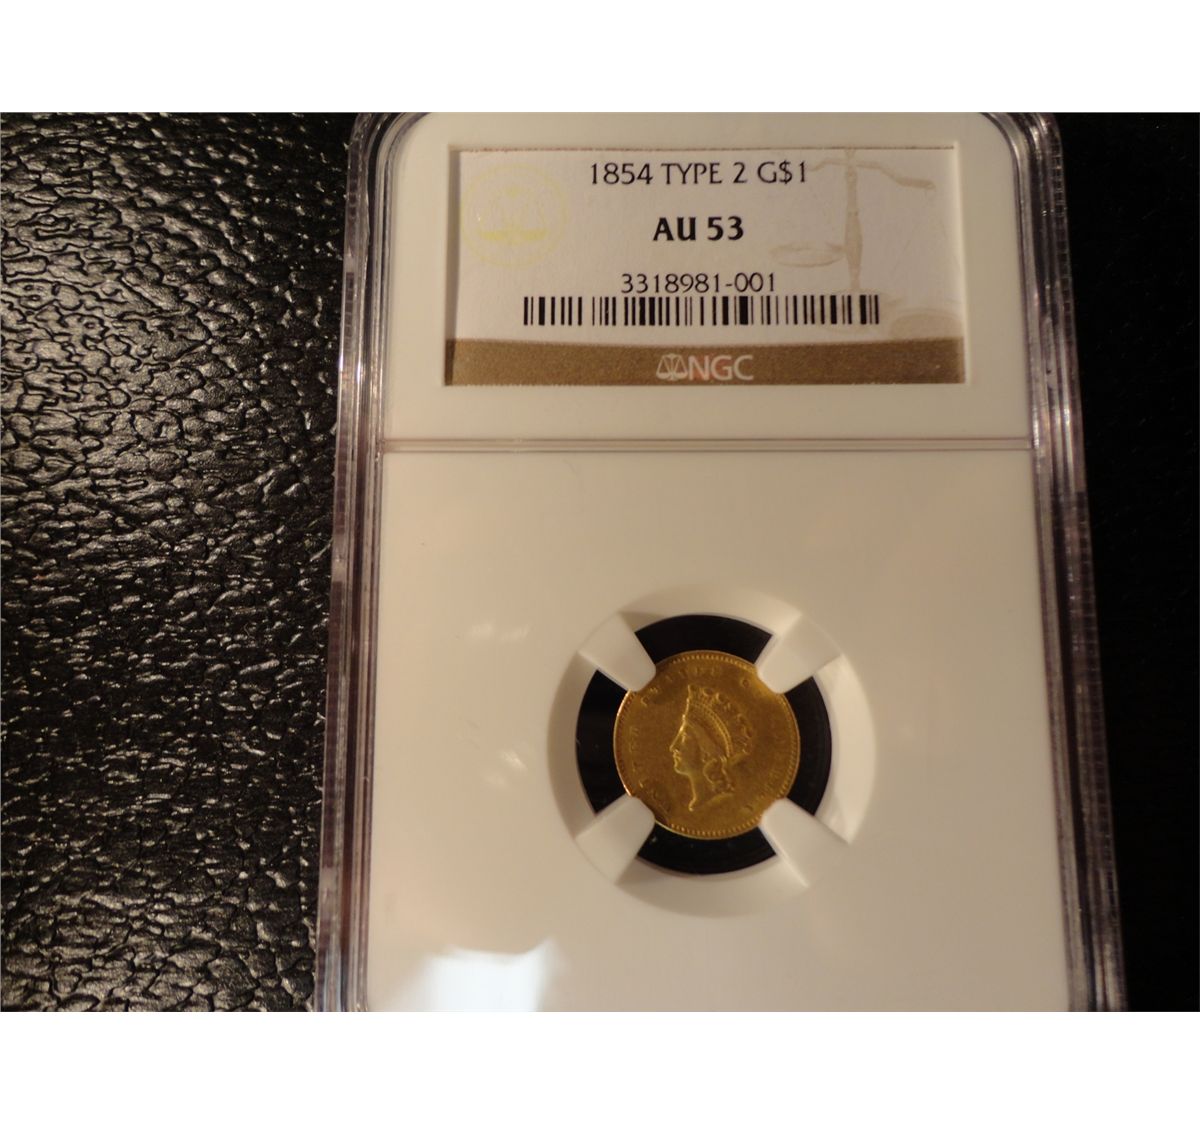 1854 TYPE 2 G$1
AU 53
3318981-001
NGC